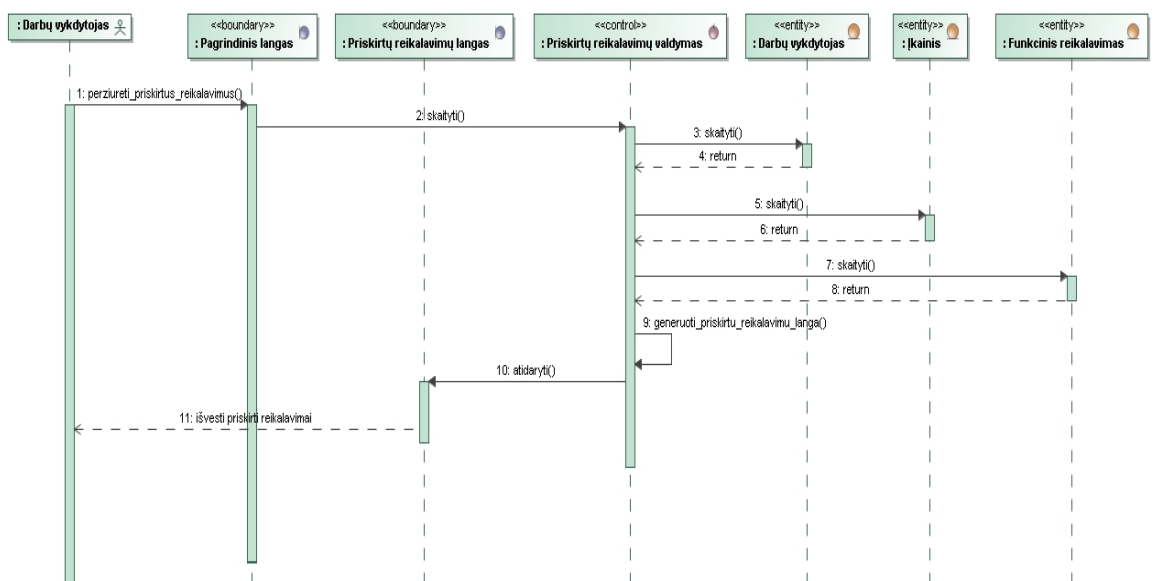 : Darbų vykdytojas
<<boundary>>
: Pagrindinis langas
<<boundary>>
: Priskirtų reikalavimų langas
<<control>>
: Priskirtų reikalavimų valdymas
<<entity>>
: Darbų vykdytojas
<<entity>>
: Įkainis
<<entity>>
: Funkcinis reikalavimas
1: perziureti_priskirtus_reikalavimus()
2: skaityti()
3: skaityti()
4: return
5: skaityti()
6: return
7: skaityti()
8: return
9: generuoti_priskirtu_reikalavimu_langa()
10: atidaryti()
11: išvesti priskirti reikalavimai